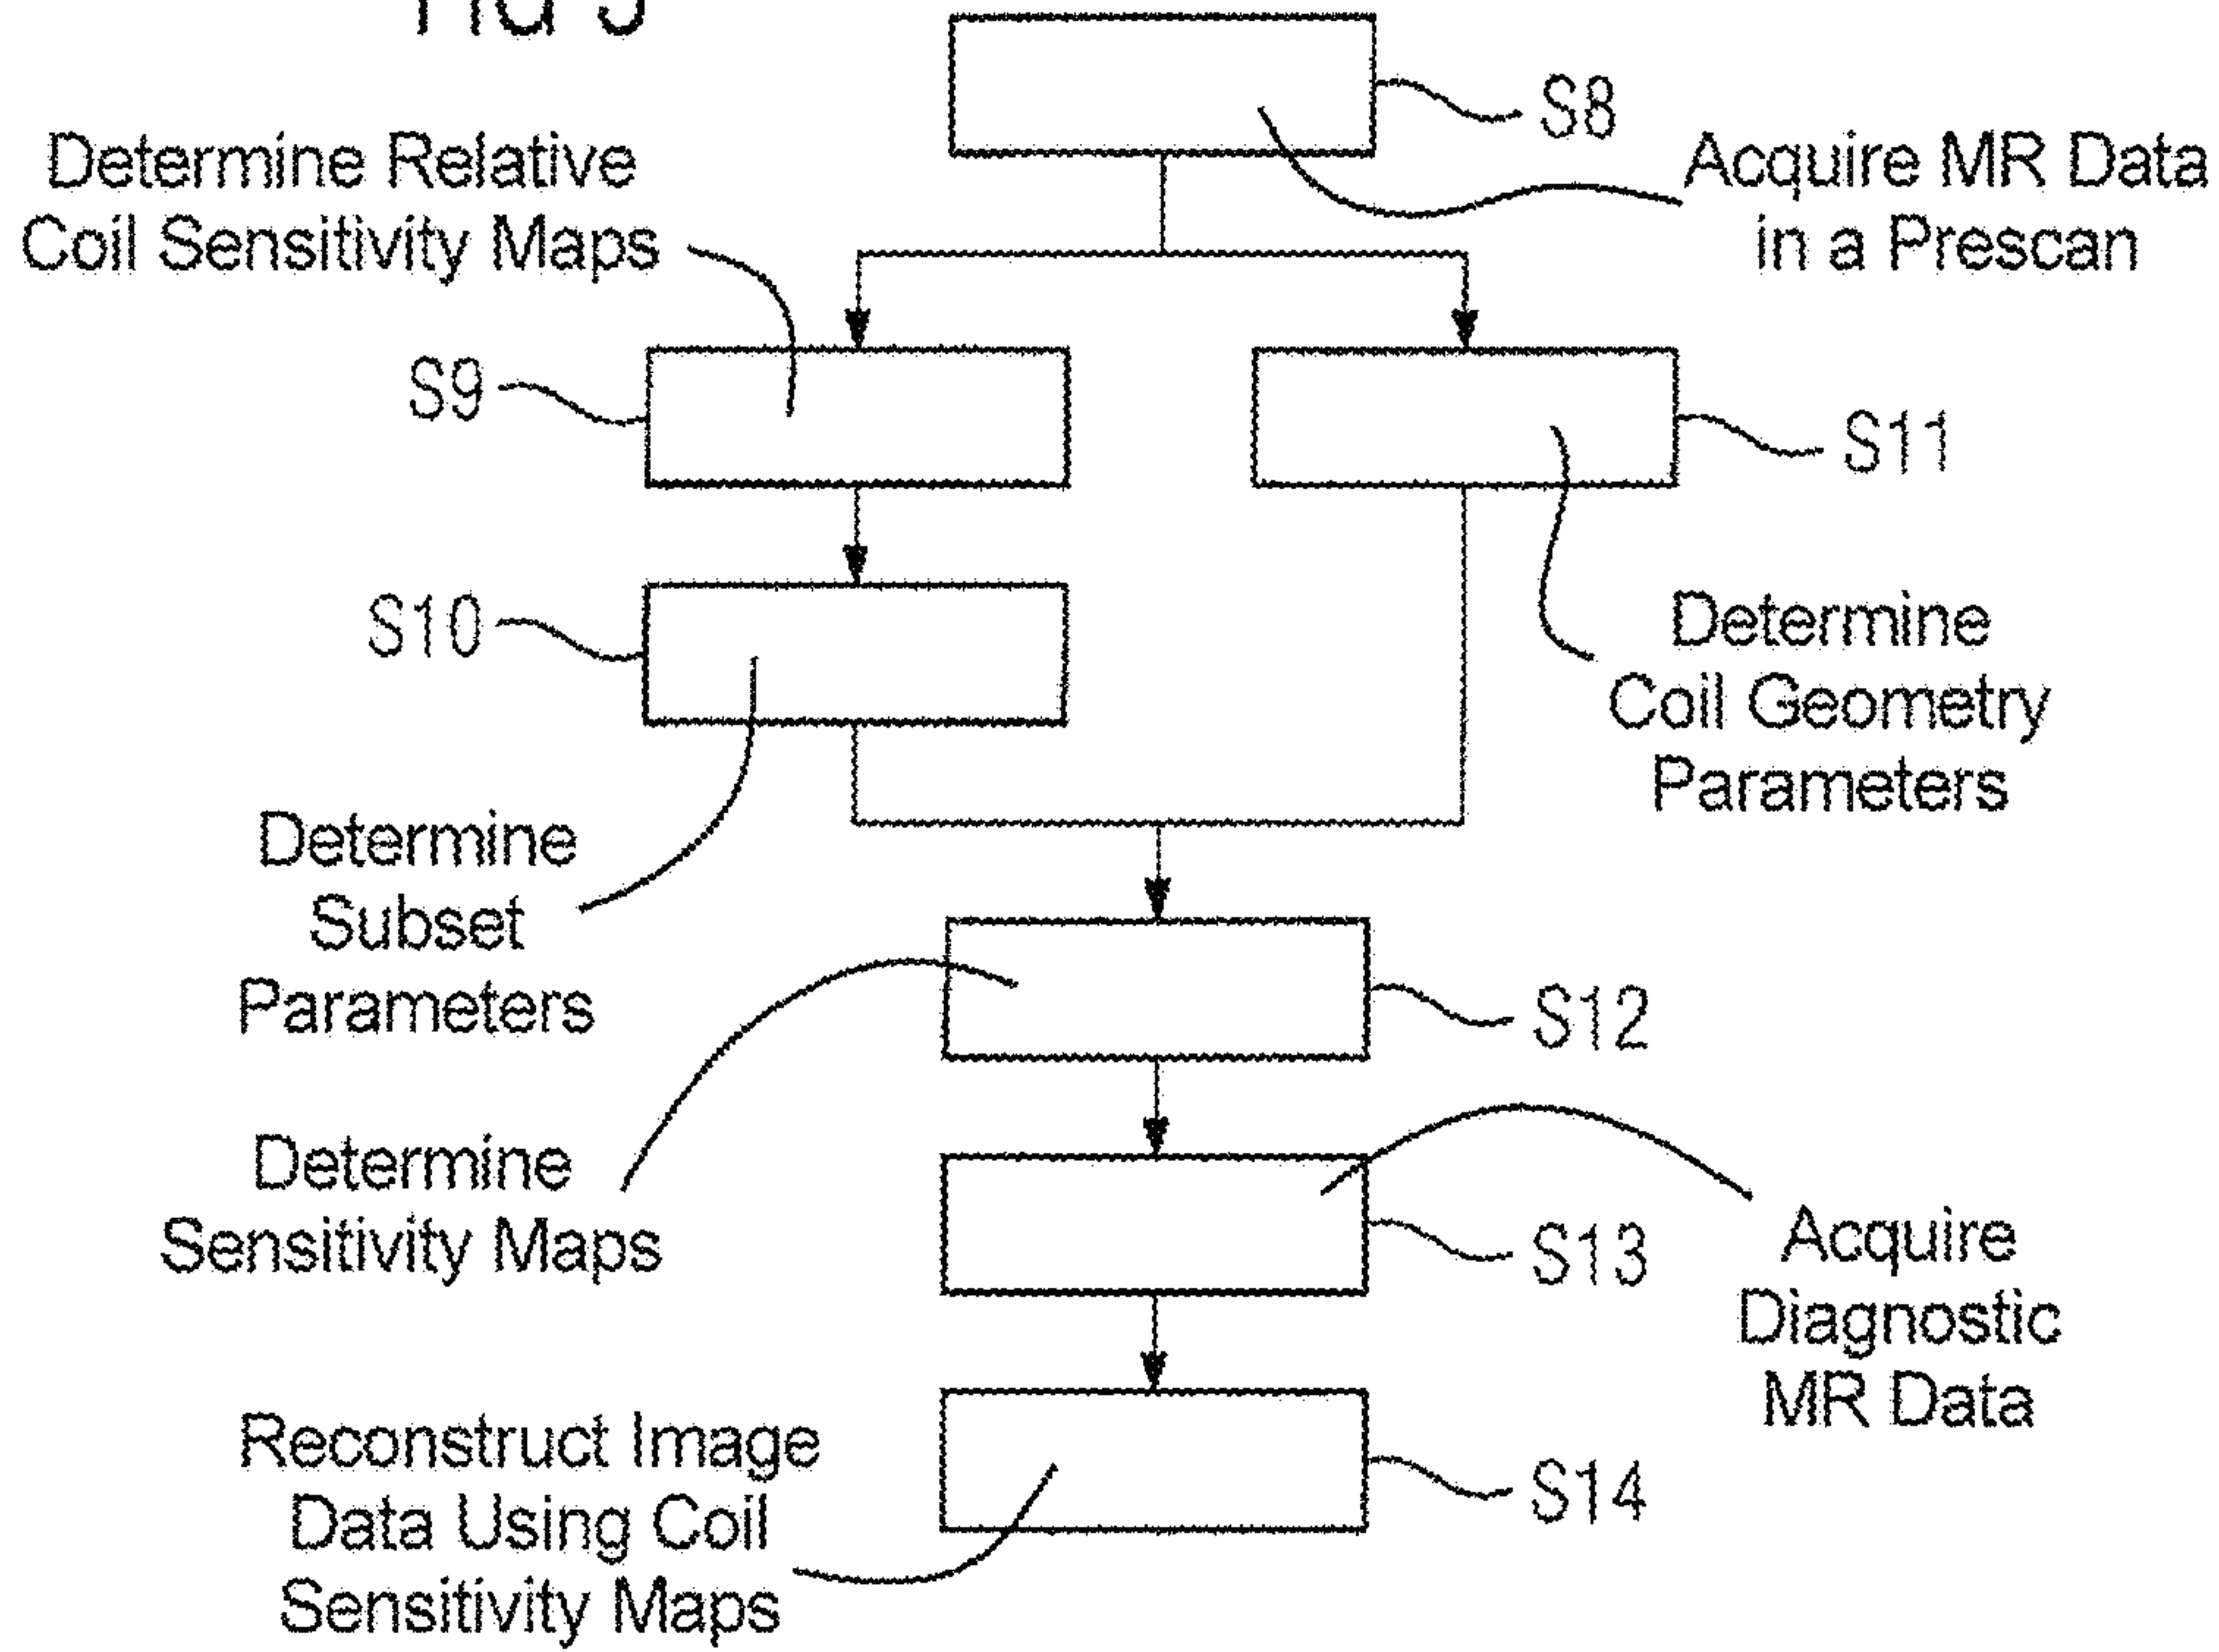 S8
Acquire MR Data
in a Prescan
Determine Relative
Coil Sensitivity Maps
S9
S11
S10
Determine
Coil Geometry
Parameters
Determine
Subset
Parameters
S12
Determine
Sensitivity Maps
S13
Acquire
Diagnostic
MR Data
Reconstruct Image
Data Using Coil
Sensitivity Maps
S14